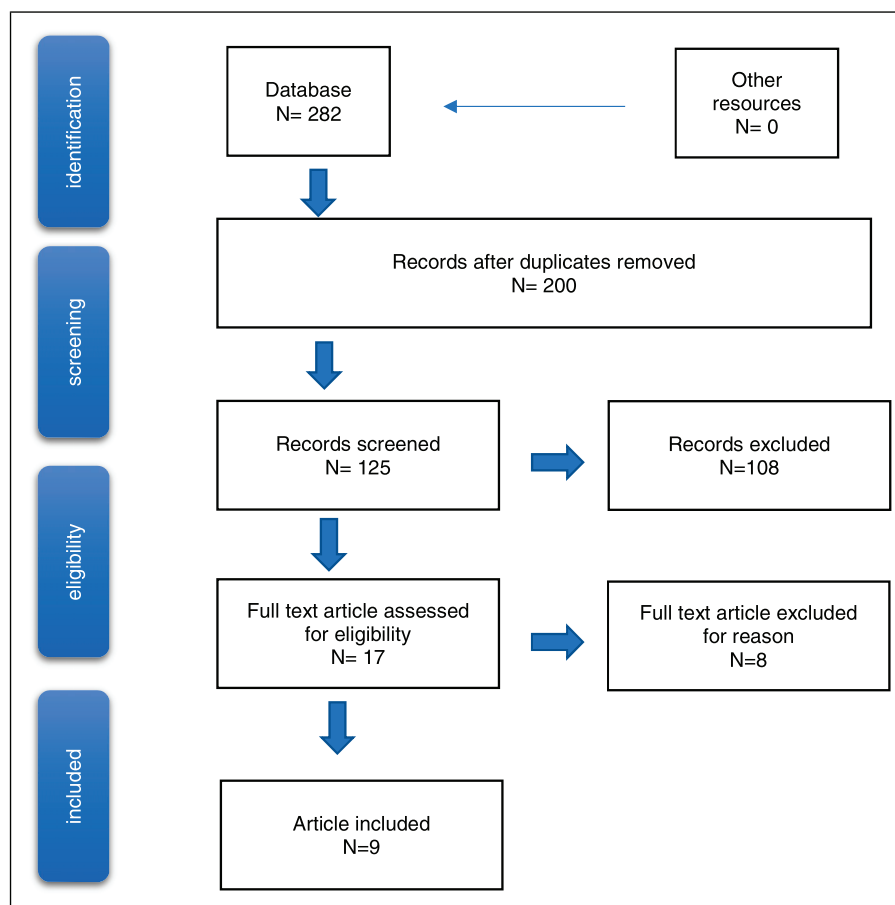 identification
Database
N= 282
Other
resources
N= 0
screening
Records after duplicates removed
N= 200
Records screened
N= 125
Records excluded
N=108
eligibility
Full text article assessed
for eligibility
N= 17
Full text article excluded
for reason
N=8
included
Article included
N=9